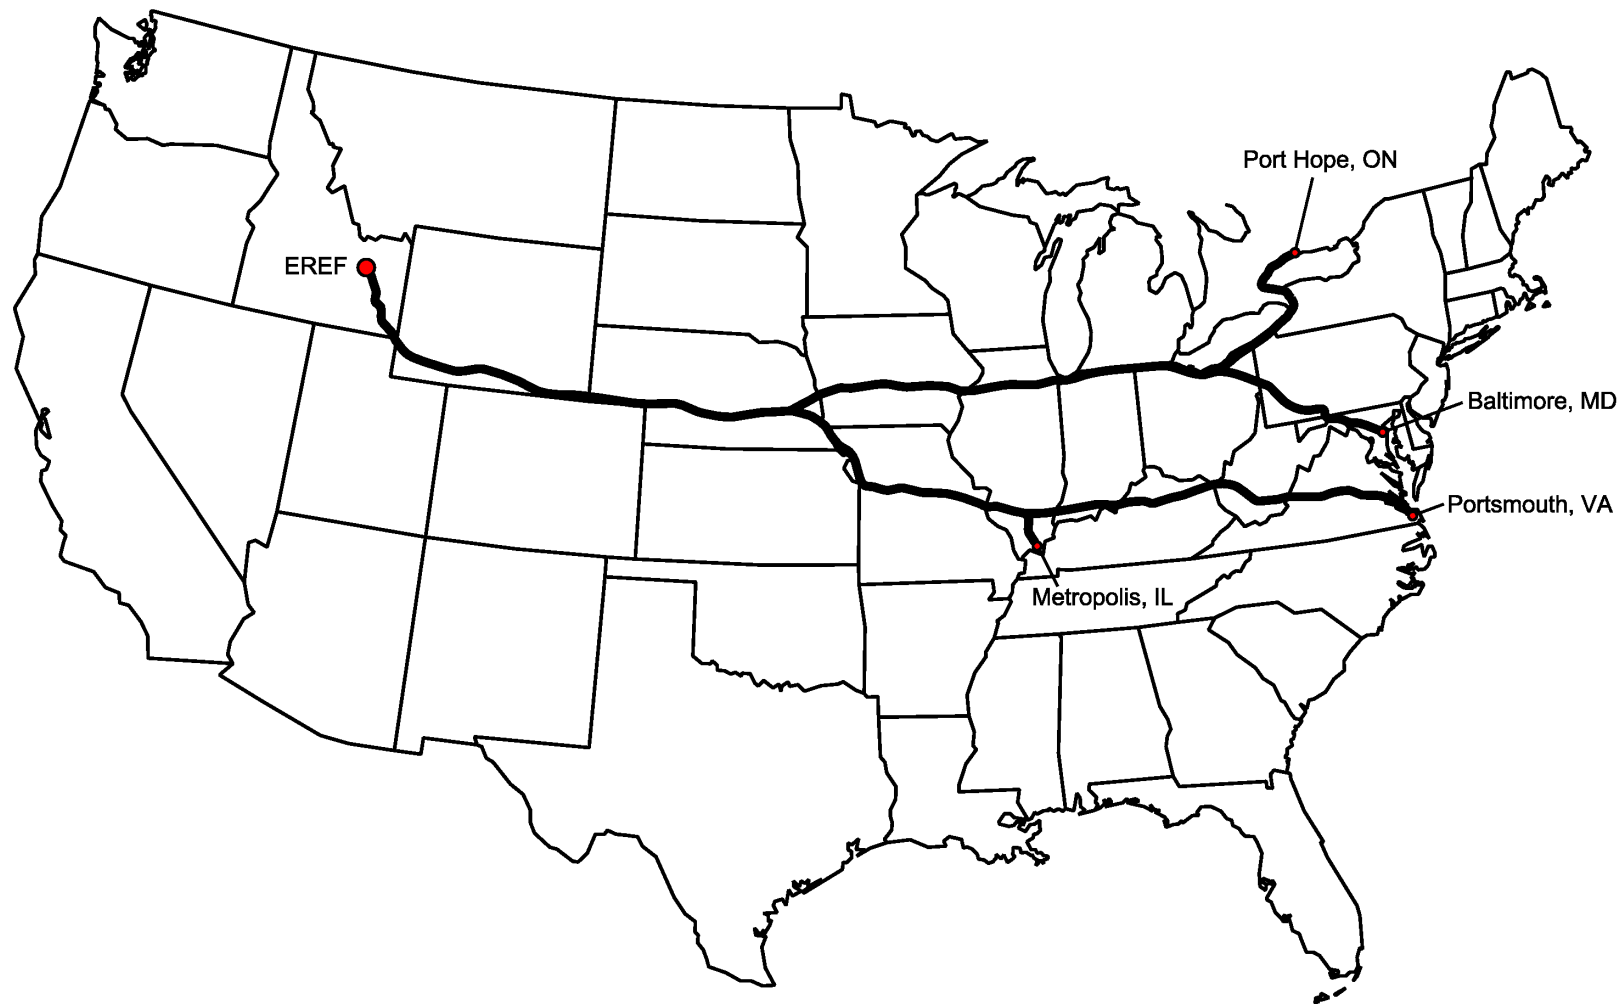 Port Hope, ON
EREF
Baltimore, MD
Portsmouth, VA
Metropolis, IL